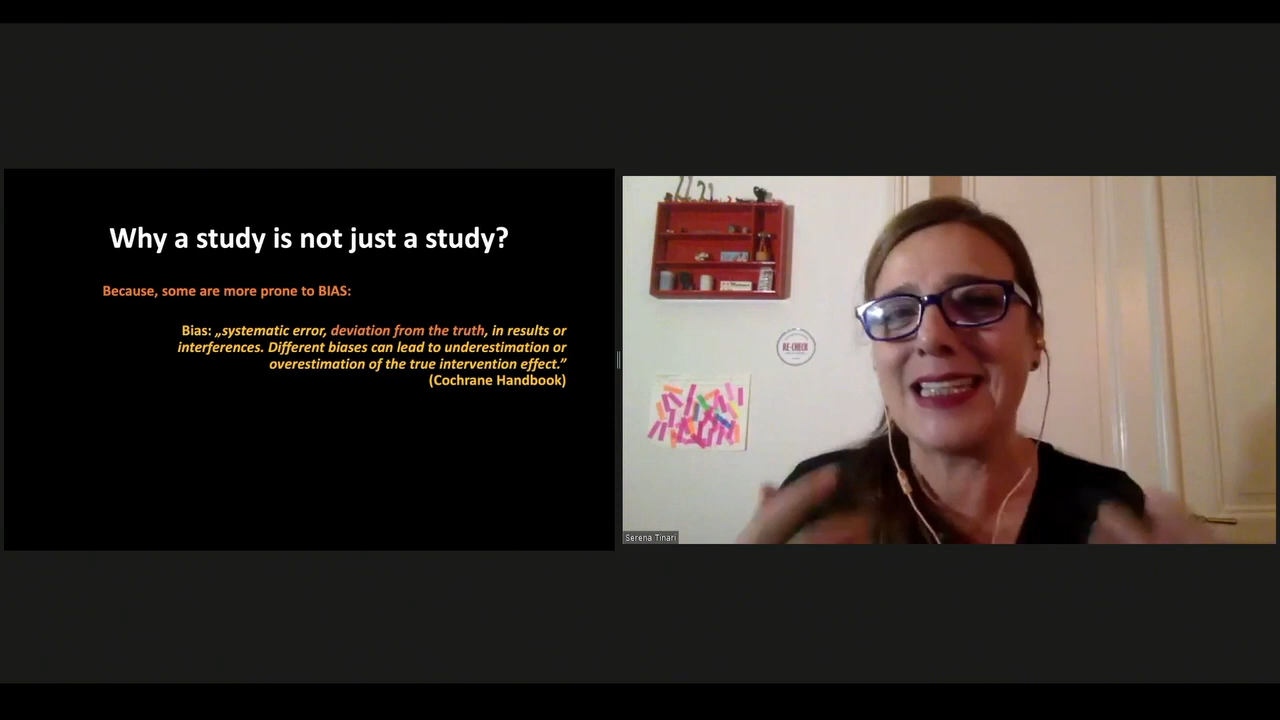 Why a study is not just a study?
Because, some are more prone to BIAS:
Bias: „systematic error, deviation from the truth, in results or
interferences. Different biases can lead to underestimation or
overestimation of the true intervention effect.”
(Cochrane Handbook)
RE-CHECK
Serena Tinari